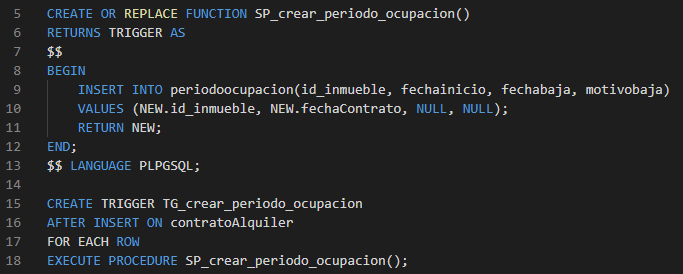 5 CREATE OR REPLACE FUNCTION SP_crear_periodo_ocupacion()
6 RETURNS TRIGGER AS
7 $$
8 BEGIN
9     INSERT INTO periodoocupacion(id_inmueble, fechainicio, fechabaja, motivobaja)
10     VALUES (NEW.id_inmueble, NEW.fechaContrato, NULL, NULL);
11     RETURN NEW;
12 END;
13 $$ LANGUAGE PLPGSQL;
14
15 CREATE TRIGGER TG_crear_periodo_ocupacion
16 AFTER INSERT ON contratoAlquiler
17 FOR EACH ROW
18 EXECUTE PROCEDURE SP_crear_periodo_ocupacion();